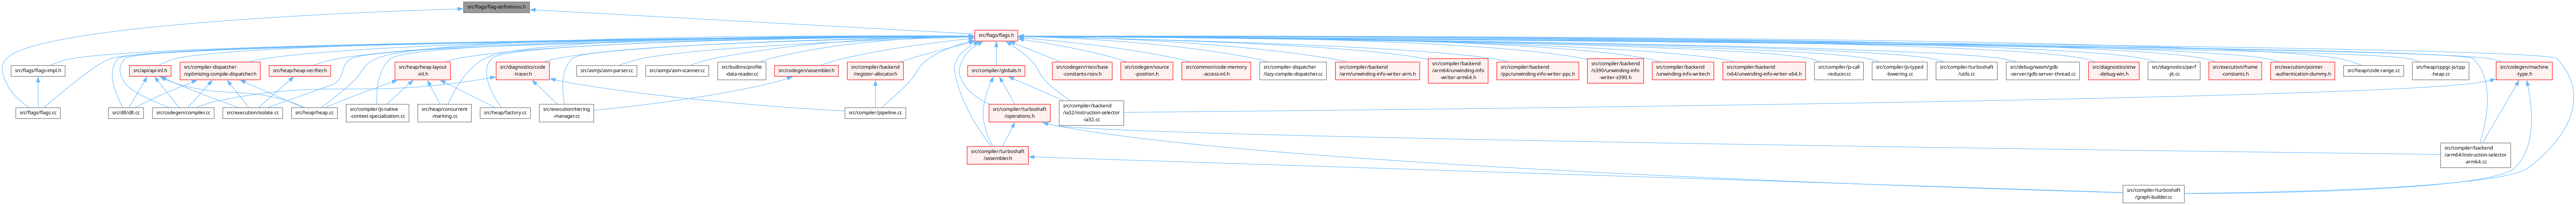 src/flags/flag-definitions.h
src/flags/flags.h
src/flags/flags-impl.h
src/api/api-inl.h
src/compiler-dispatcher
/optimizing-compile-dispatcher.h
src/heap/heap-verifier.h
src/heap/heap-layout
-inl.h
src/diagnostics/code
-tracer.h
src/asmjs/asm-parser.cc
src/asmjs/asm-scanner.cc
src/builtins/profile
-data-reader.cc
src/codegen/assembler.h
src/compiler/backend
/register-allocator.h
src/compiler/globals.h
src/codegen/riscv/base
-constants-riscv.h
src/codegen/source
-position.h
src/common/code-memory
-access-inl.h
src/compiler-dispatcher
/lazy-compile-dispatcher.cc
src/compiler/backend
/arm/unwinding-info-writer-arm.h
src/compiler/backend
/arm64/unwinding-info
-writer-arm64.h
src/compiler/backend
/ppc/unwinding-info-writer-ppc.h
src/compiler/backend
/s390/unwinding-info
-writer-s390.h
src/compiler/backend
/unwinding-info-writer.h
src/compiler/backend
/x64/unwinding-info-writer-x64.h
src/compiler/js-call
-reducer.cc
src/compiler/js-typed
-lowering.cc
src/compiler/turboshaft
/utils.cc
src/debug/wasm/gdb
-server/gdb-server-thread.cc
src/diagnostics/etw
-debug-win.h
src/diagnostics/perf
-jit.cc
src/execution/frame
-constants.h
src/execution/pointer
-authentication-dummy.h
src/heap/code-range.cc
src/heap/cppgc-js/cpp
-heap.cc
src/codegen/machine
-type.h
src/flags/flags.cc
src/d8/d8.cc
src/codegen/compiler.cc
src/execution/isolate.cc
src/heap/heap.cc
src/compiler/js-native
-context-specialization.cc
src/heap/concurrent
-marking.cc
src/heap/factory.cc
src/execution/tiering
-manager.cc
src/compiler/pipeline.cc
src/compiler/turboshaft
/operations.h
src/compiler/backend
/ia32/instruction-selector
-ia32.cc
src/compiler/turboshaft
/assembler.h
src/compiler/backend
/arm64/instruction-selector
-arm64.cc
src/compiler/turboshaft
/graph-builder.cc